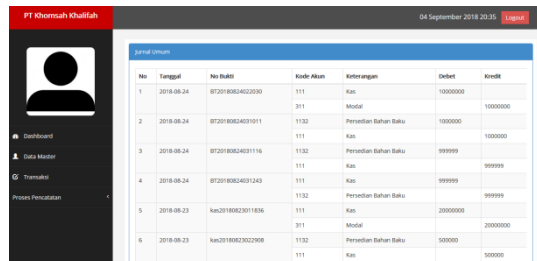 PT Khomsah Khalifah
04 September 2018 20:35 Logout
Dashboard
Data Master
Transaksi
Proses Pencatatan
Jurnal Umum
No Tanggal No Bukti Kode Akun Keterangan Debet Kredit
1 2018-08-24 BT20180824022030 111 Kas 10000000
311 Modal 10000000
2 2018-08-24 BT20180824031011 1132 Persedian Bahan Baku 1000000
111 Kas 1000000
3 2018-08-24 BT20180824031116 1132 Persedian Bahan Baku 999999
111 Kas 999999
4 2018-08-24 BT20180824031243 111 Kas 999999
1132 Persedian Bahan Baku 999999
5 2018-08-23 kas20180823011836 111 Kas 20000000
311 Modal 20000000
6 2018-08-23 kas20180823022908 1132 Persedian Bahan Baku 500000
111 Kas 500000